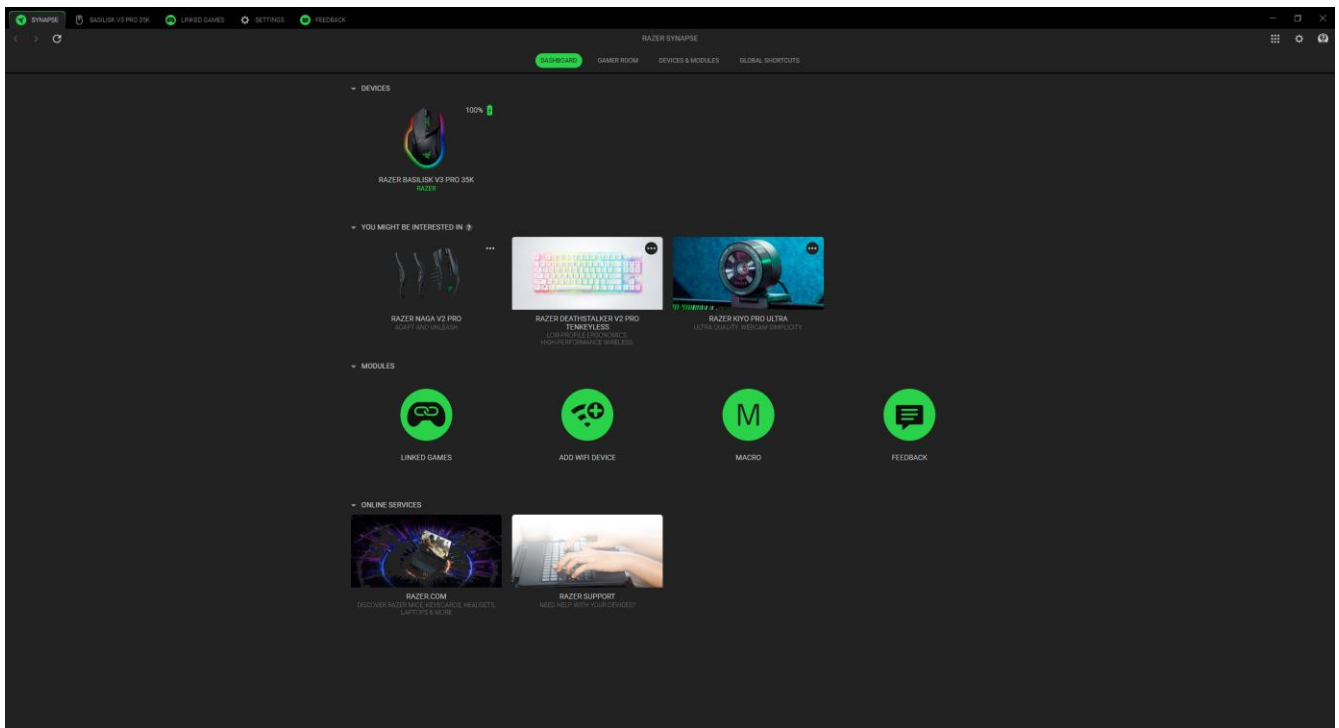 SYNAPSE
BASILISK V3 PRO 35K
LINKED GAMES
SETTINGS
FEEDBACK
RAZER SYNAPSE
DASHBOARD
GAMER ROOM
DEVICES & MODULES
GLOBAL SHORTCUTS
DEVICES
100%
RAZER BASILISK V3 PRO 35K
RAZER
YOU MIGHT BE INTERESTED IN
RAZER NAGA V2 PRO
ADAPT AND UNLEASH
RAZER DEATHSTALKER V2 PRO
TENKEYLESS
LOW-PROFILE ERGONOMICS
HIGH-PERFORMANCE WIRELESS
RAZER KIYO PRO ULTRA
ULTRA QUALITY. WEBCAM SIMPLICITY
MODULES
LINKED GAMES
ADD WIFI DEVICE
M
MACRO
FEEDBACK
ONLINE SERVICES
RAZER.COM
DISCOVER RAZER MICE, KEYBOARDS, HEADSETS,
LAPTOPS & MORE
RAZER SUPPORT
NEED HELP WITH YOUR DEVICES?